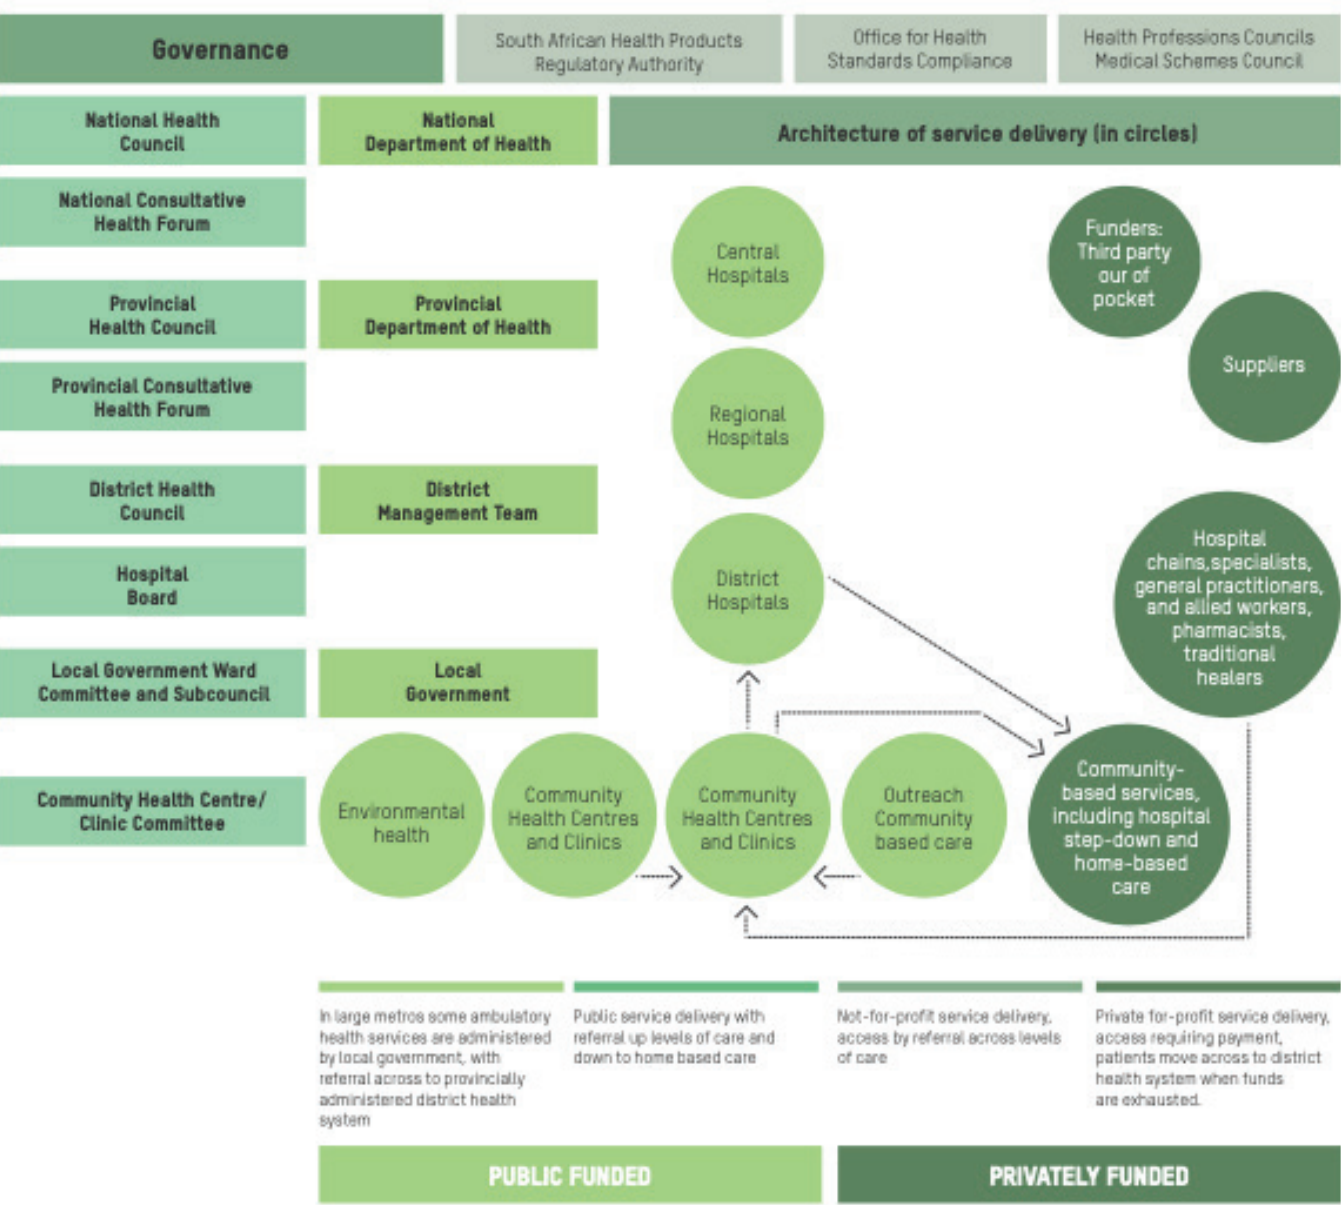 Governance
South African Health Products
Regulatory Authority
Office for Health
Standards Compliance
Health Professions Councils
Medical Schemes Council
National Health
Council
National
Department of Health
Architecture of service delivery (in circles)
National Consultative
Health Forum
Central
Hospitals
Funders:
Third party
our of
pocket
Provincial
Health Council
Provincial
Department of Health
Suppliers
Provincial Consultative
Health Forum
Regional
Hospitals
District Health
Council
District
Management Team
Hospital
Board
District
Hospitals
Hospital
chains,specialists,
general practitioners,
and allied workers,
pharmacists,
traditional
healers
Local Government Ward
Committee and Subcouncil
Local
Government
Community Health Centre/
Clinic Committee
Environmental
health
Community
Health Centres
and Clinics
Community
Health Centres
and Clinics
Outreach
Community
based care
Community-
based services,
including hospital
step-down and
home-based
care
In large metros some ambulatory
health services are administered
by local government, with
referral across to provincially
administered district health
system
Public service delivery with
referral up levels of care and
down to home based care
Not-for-profit service delivery,
access by referral across levels
of care
Private for-profit service delivery,
access requiring payment,
patients move across to district
health system when funds
are exhausted.
PUBLIC FUNDED
PRIVATELY FUNDED